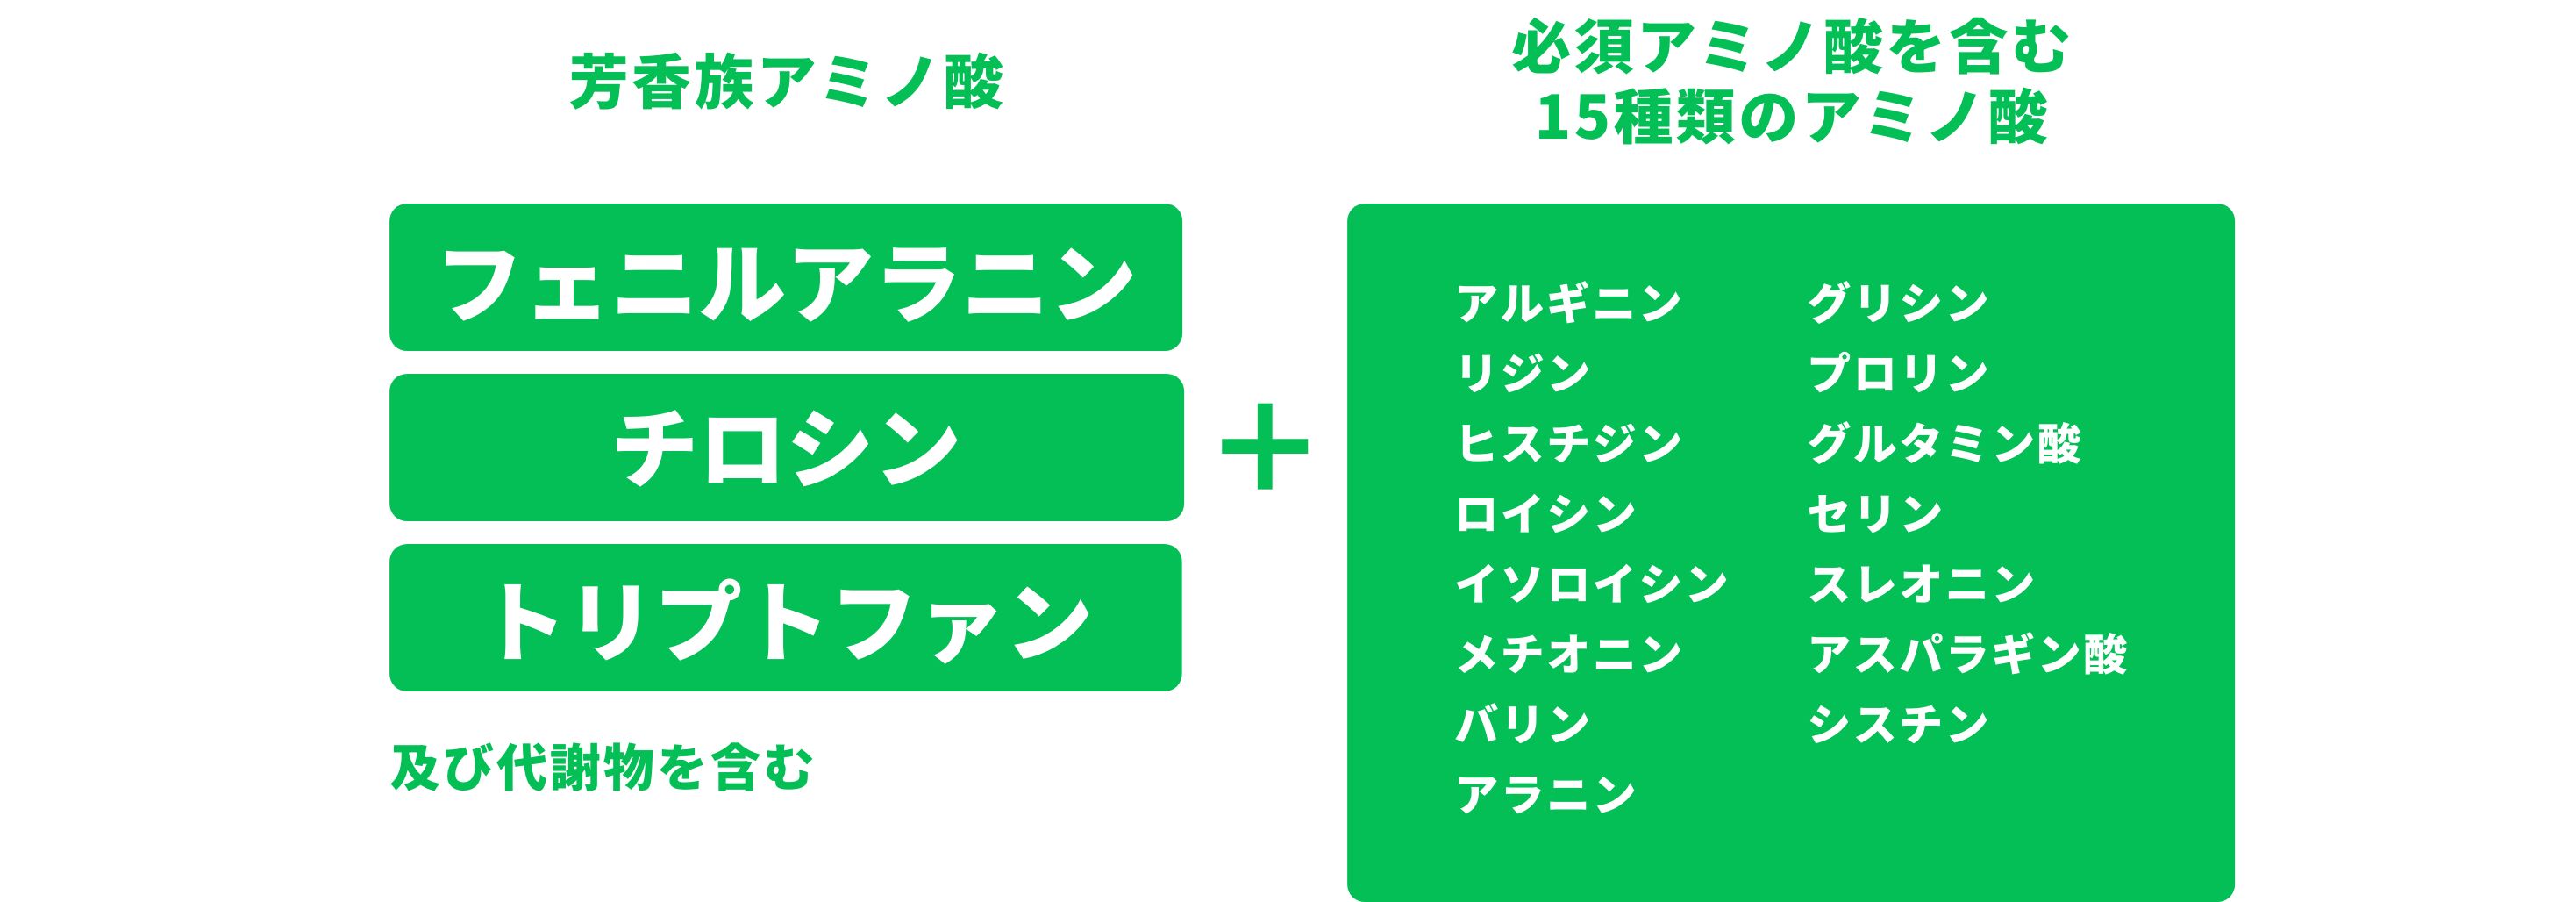 芳香族アミノ酸
フェニルアラニン
チロシン
トリプトファン
及び代謝物を含む
+
必須アミノ酸を含む
15種類のアミノ酸
アルギニン
リジン
ヒスチジン
ロイシン
イソロイシン
メチオニン
バリン
アラニン
グリシン
プロリン
グルタミン酸
セリン
スレオニン
アスパラギン酸
シスチン